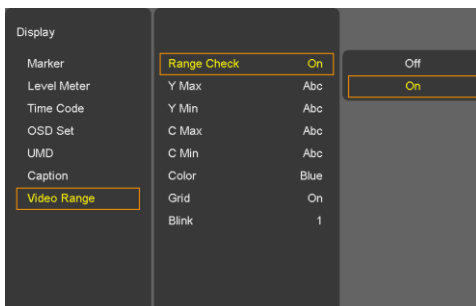 Display
Marker
Level Meter
Time Code
OSD Set
UMD
Caption
Video Range
Range Check On
Y Max Abc
Y Min Abc
C Max Abc
C Min Abc
Color Blue
Grid On
Blink 1
Off
On